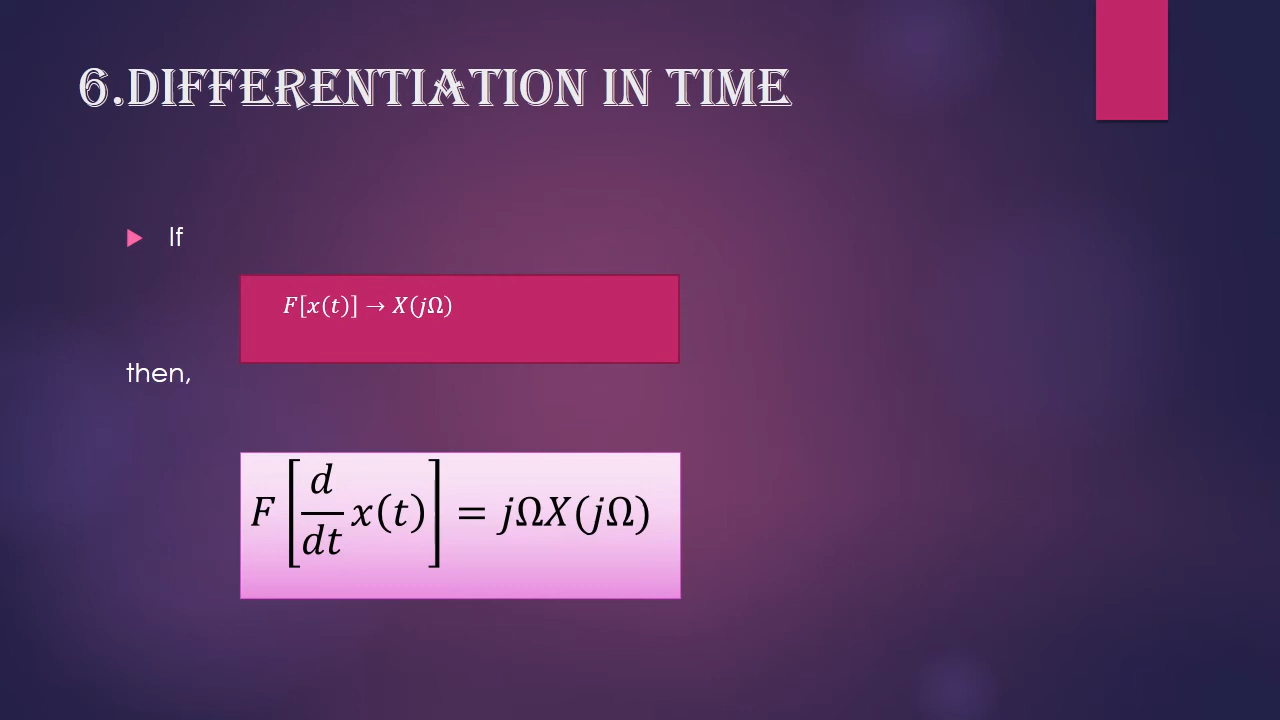 6.DIFFERENTIATION IN TIME
If
F[x(t)] → X(jΩ)
then,
F [d/dt x(t)] = jΩX(jΩ)